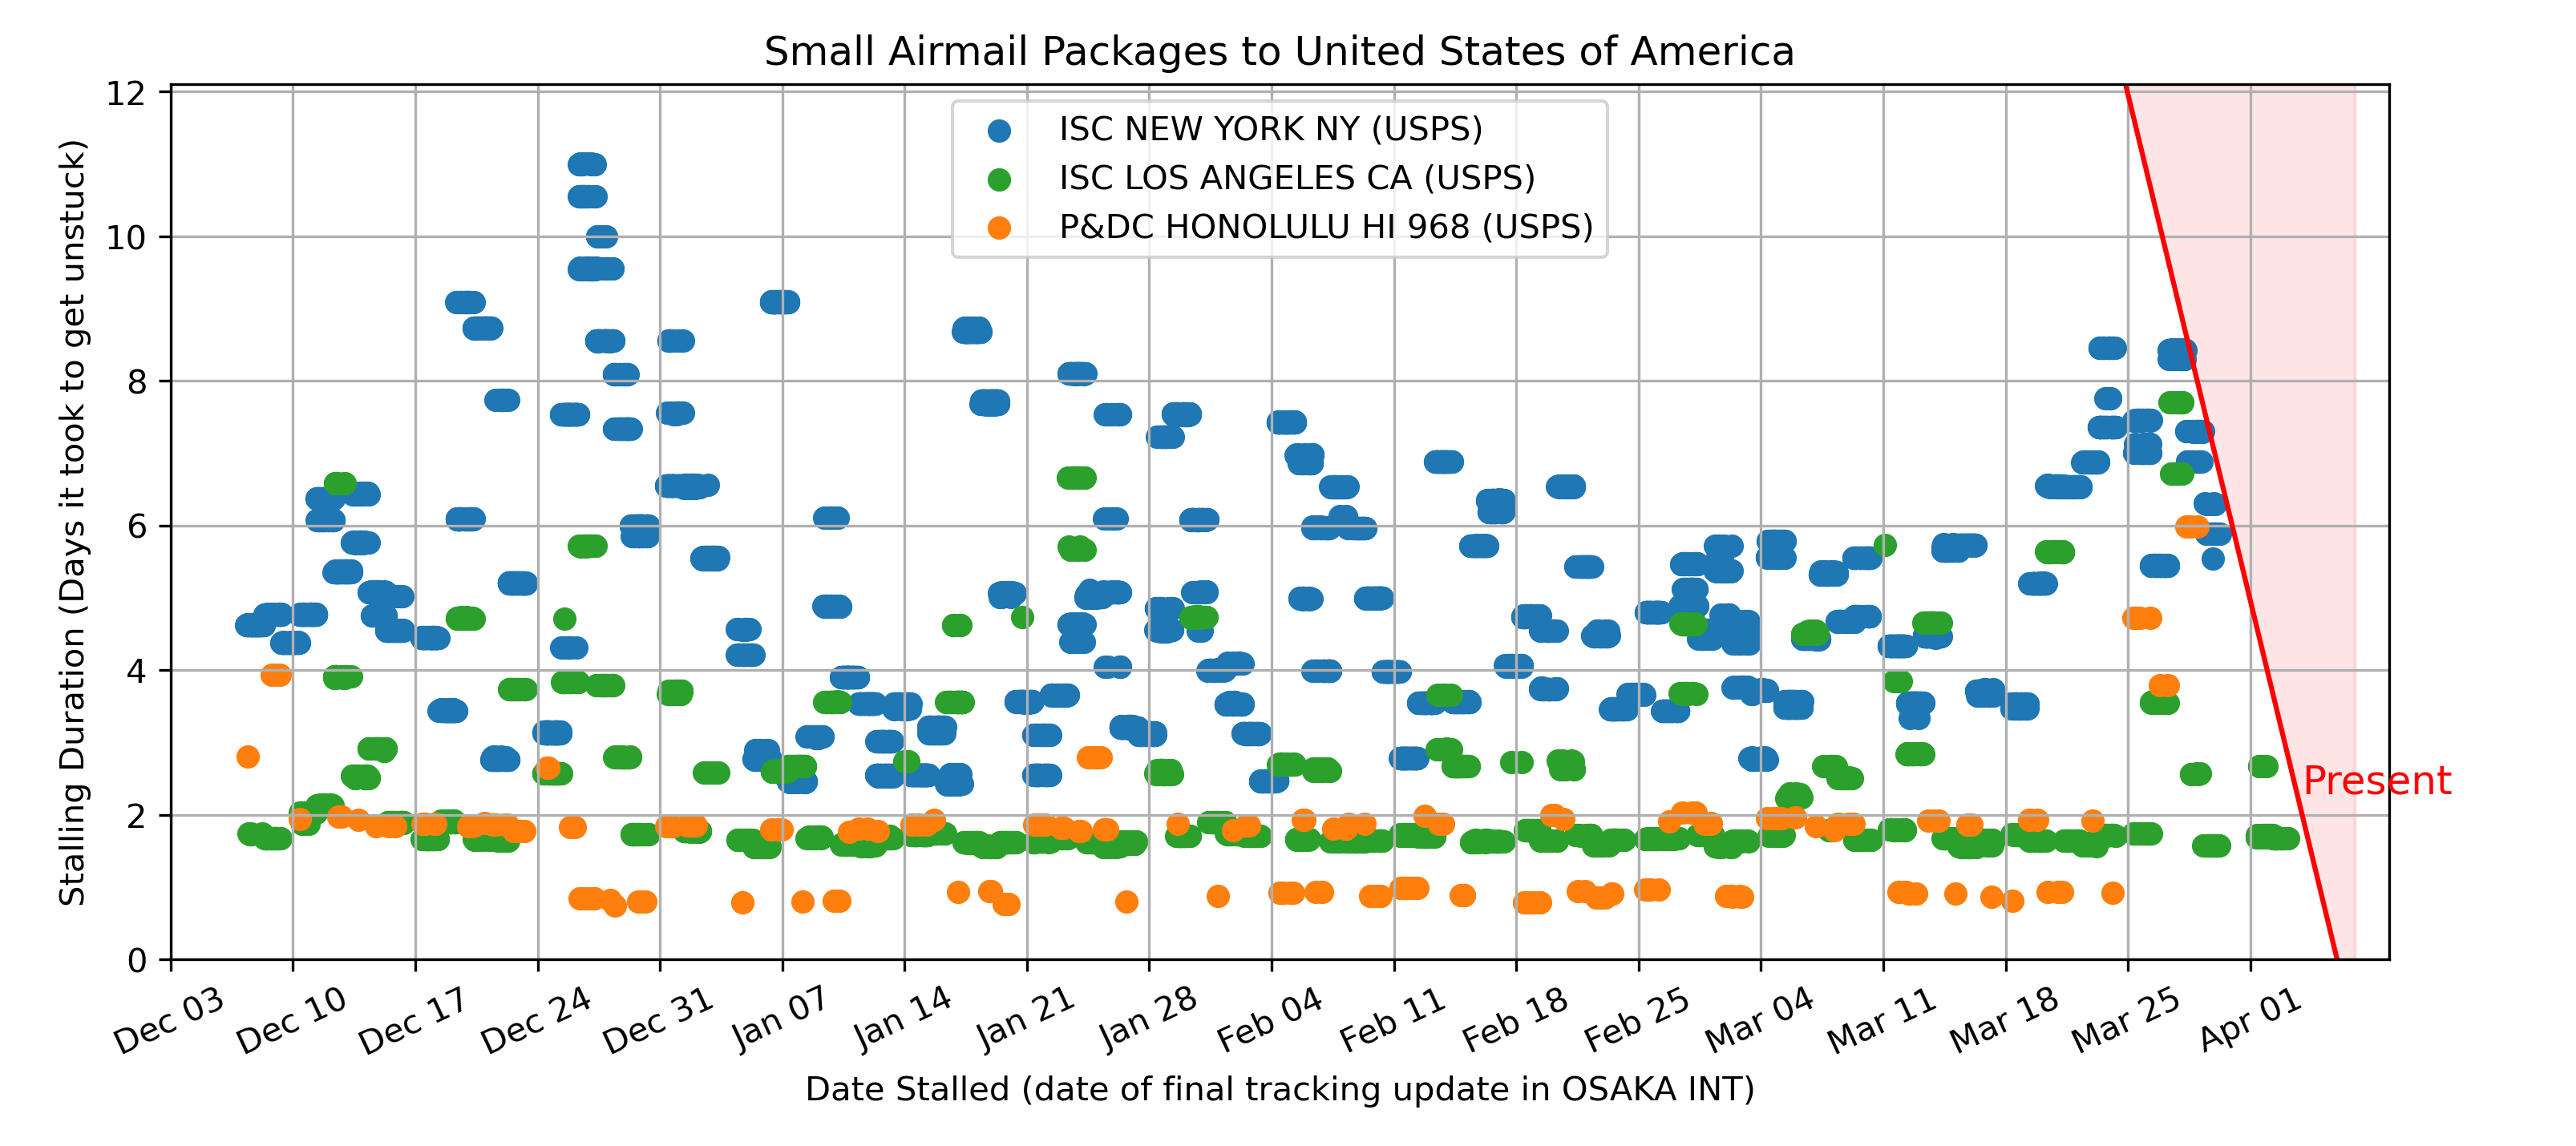 Small Airmail Packages to United States of America
Stalling Duration (Days it took to get unstuck)
12
10
8
6
4
2
0
ISC NEW YORK NY (USPS)
ISC LOS ANGELES CA (USPS)
P&DC HONOLULU HI 968 (USPS)
Present
Dec 03
Dec 10
Dec 17
Dec 24
Dec 31
Jan 07
Jan 14
Jan 21
Jan 28
Feb 04
Feb 11
Feb 18
Feb 25
Mar 04
Mar 11
Mar 18
Mar 25
Apr 01
Date Stalled (date of final tracking update in OSAKA INT)